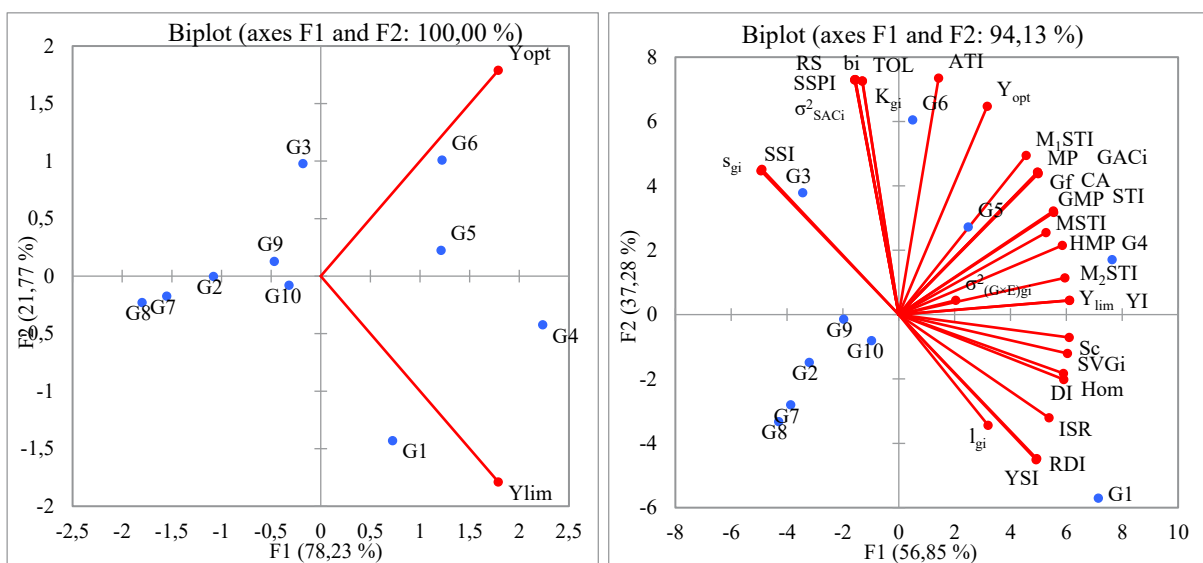 Biplot (axes F1 and F2: 100,00 %)
2
1,5
1
0,5
0
-0,5
-1
-1,5
-2
-2,5
-2
-1,5
-1
-0,5
0
0,5
1
1,5
2
2,5
F2 (21,77 %)
F1 (78,23 %)
Yopt
G6
G3
G5
G9
G2
G10
G7
G8
G4
G1
Ylim
Biplot (axes F1 and F2: 94,13 %)
8
6
4
2
0
-2
-4
-6
-8
-6
-4
-2
0
2
4
6
8
10
F2 (37,28 %)
F1 (56,85 %)
RS bi TOL ATI
SSPI Kgi G6 Yopt
σ²SACi
M₁STI
sgi SSI MP GACi
G3 Gf CA
G5 GMP STI
MSTI
HMP G4
M₂STI
σ²(G×E)gi
Ylim YI
G9
G10 Sc
SVGi
G2 DI Hom
G7
G8 lgi ISR
YSI RDI
G1